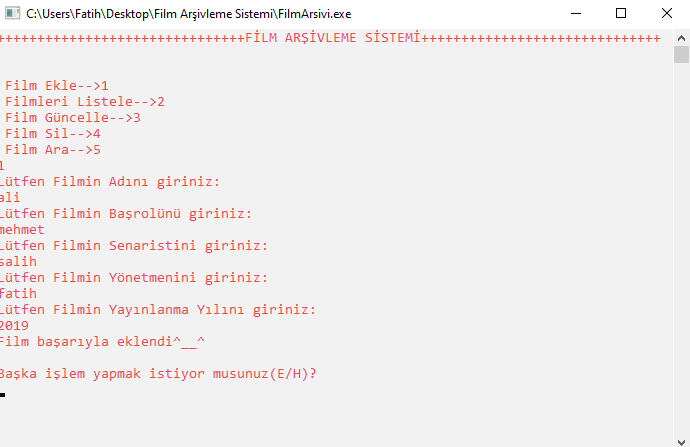 C:\Users\Fatih\Desktop\Film Arşivleme Sistemi\FilmArsivi.exe
+++++++++++++++++++++++++++++++FİLM ARŞİVLEME SİSTEMİ++++++++++++++++++++++++++++++
Film Ekle-->1
Filmleri Listele-->2
Film Güncelle-->3
Film Sil-->4
Film Ara-->5
1
Lütfen Filmin Adını giriniz:
ali
Lütfen Filmin Başrolünü giriniz:
mehmet
Lütfen Filmin Senaristini giriniz:
salih
Lütfen Filmin Yönetmenini giriniz:
fatih
Lütfen Filmin Yayınlanma Yılını giriniz:
2019
Film başarıyla eklendi^__^
Başka işlem yapmak istiyor musunuz(E/H)?